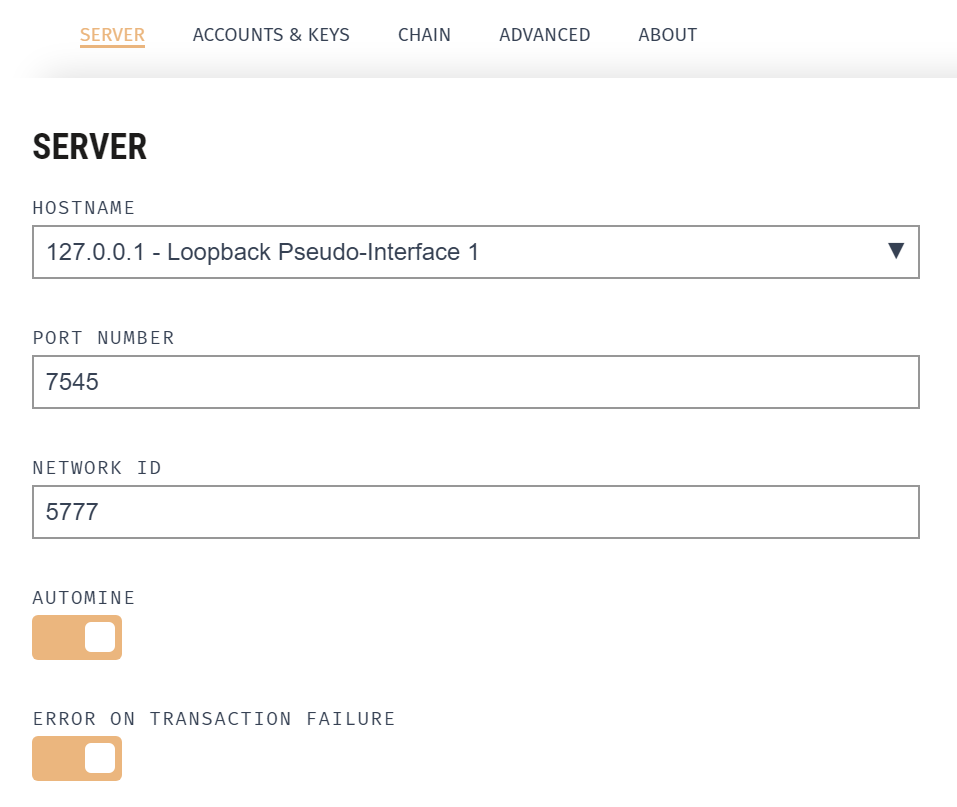 SERVER ACCOUNTS & KEYS CHAIN ADVANCED ABOUT
SERVER
HOSTNAME
127.0.0.1 - Loopback Pseudo-Interface 1
PORT NUMBER
7545
NETWORK ID
5777
AUTOMINE
ERROR ON TRANSACTION FAILURE